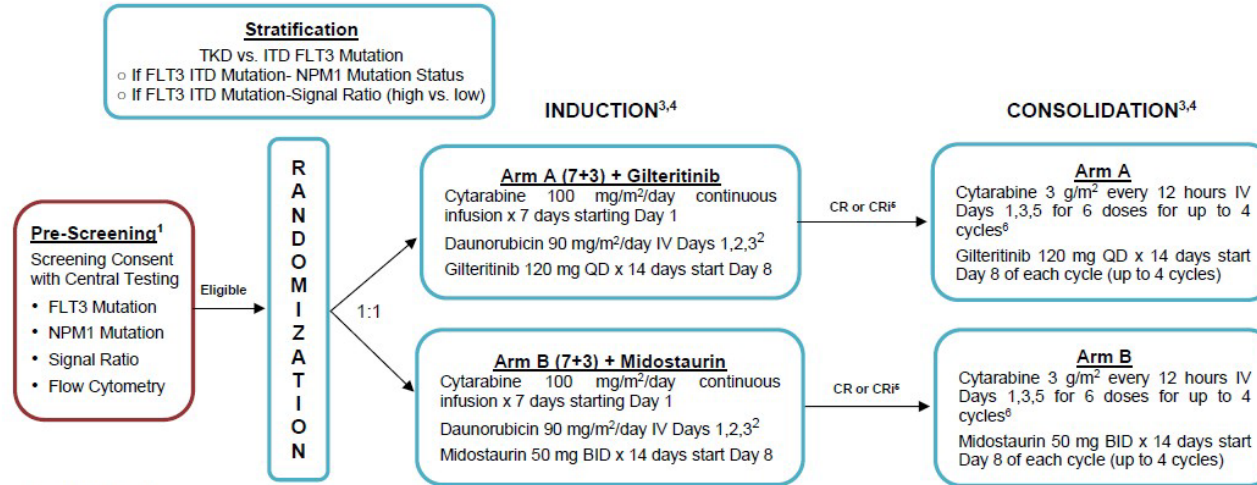 Stratification
TKD vs. ITD FLT3 Mutation
○ If FLT3 ITD Mutation- NPM1 Mutation Status
○ If FLT3 ITD Mutation-Signal Ratio (high vs. low)
Pre-Screening¹
Screening Consent
with Central Testing
• FLT3 Mutation
• NPM1 Mutation
• Signal Ratio
• Flow Cytometry
Eligible
RANDOMIZATION
1:1
INDUCTION³,⁴
Arm A (7+3) + Gilteritinib
Cytarabine 100 mg/m²/day continuous
infusion x 7 days starting Day 1
Daunorubicin 90 mg/m²/day IV Days 1,2,3²
Gilteritinib 120 mg QD x 14 days start Day 8
Arm B (7+3) + Midostaurin
Cytarabine 100 mg/m²/day continuous
infusion x 7 days starting Day 1
Daunorubicin 90 mg/m²/day IV Days 1,2,3²
Midostaurin 50 mg BID x 14 days start Day 8
CR or CRi⁵
CR or CRi⁵
CONSOLIDATION³,⁴
Arm A
Cytarabine 3 g/m² every 12 hours IV
Days 1,3,5 for 6 doses for up to 4
cycles⁶
Gilteritinib 120 mg QD x 14 days start
Day 8 of each cycle (up to 4 cycles)
Arm B
Cytarabine 3 g/m² every 12 hours IV
Days 1,3,5 for 6 doses for up to 4
cycles⁶
Midostaurin 50 mg BID x 14 days start
Day 8 of each cycle (up to 4 cycles)